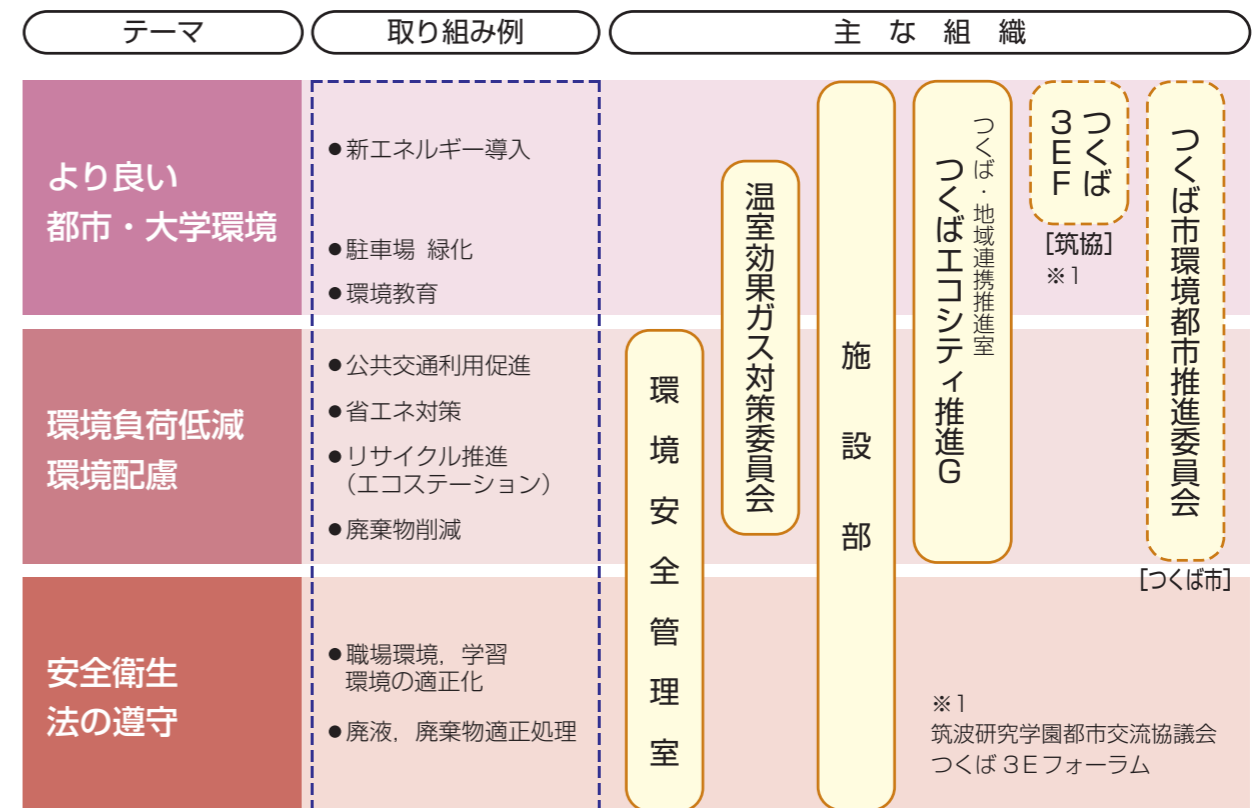 テーマ
取り組み例
主な組織
より良い
都市・大学環境
●新エネルギー導入
●駐車場 緑化
●環境教育
環境負荷低減
環境配慮
●公共交通利用促進
●省エネ対策
●リサイクル推進
（エコステーション）
●廃棄物削減
安全衛生
法の遵守
●職場環境，学習
環境の適正化
●廃液，廃棄物適正処理
環境安全管理室
温室効果ガス対策委員会
施設部
つくば・地域連携推進室
つくばエコシティ推進G
つくば
3EF
[筑協]
※1
つくば市環境都市推進委員会
[つくば市]
※1
筑波研究学園都市交流協議会
つくば 3Eフォーラム